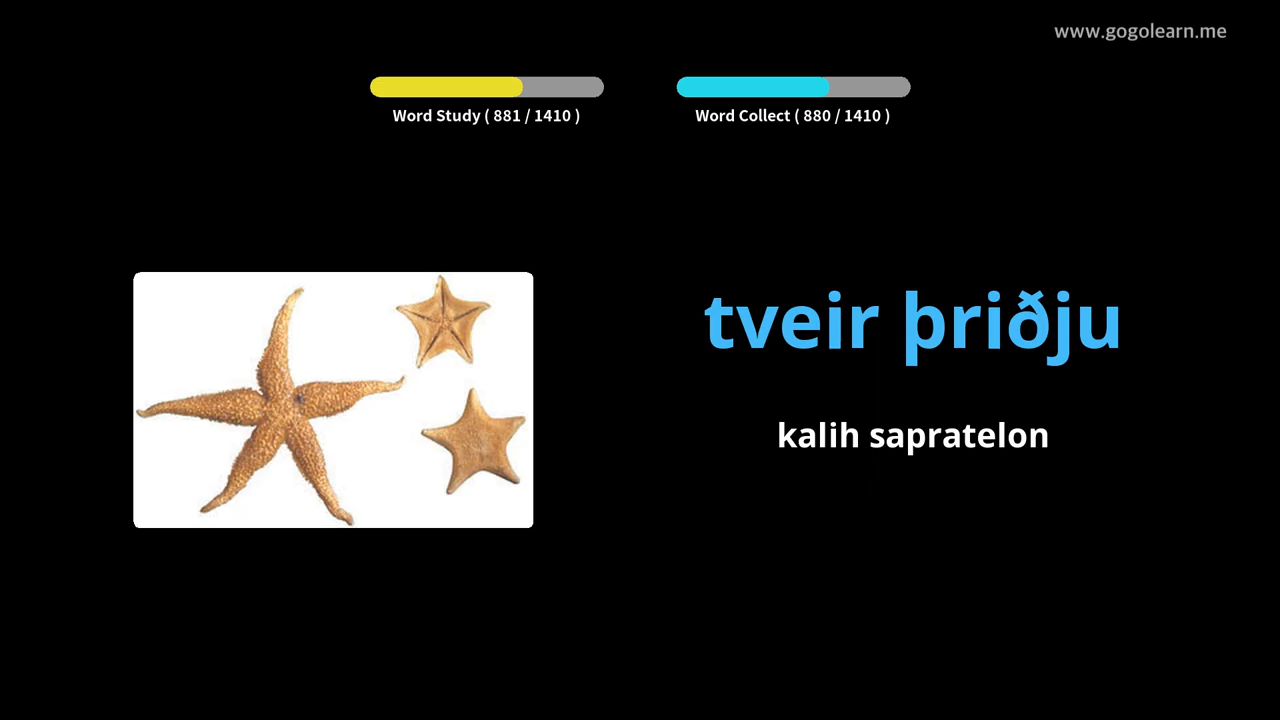 www.gogolearn.me
Word Study ( 881 / 1410 )
Word Collect ( 880 / 1410 )
tveir þriðju
kalih sapratelon